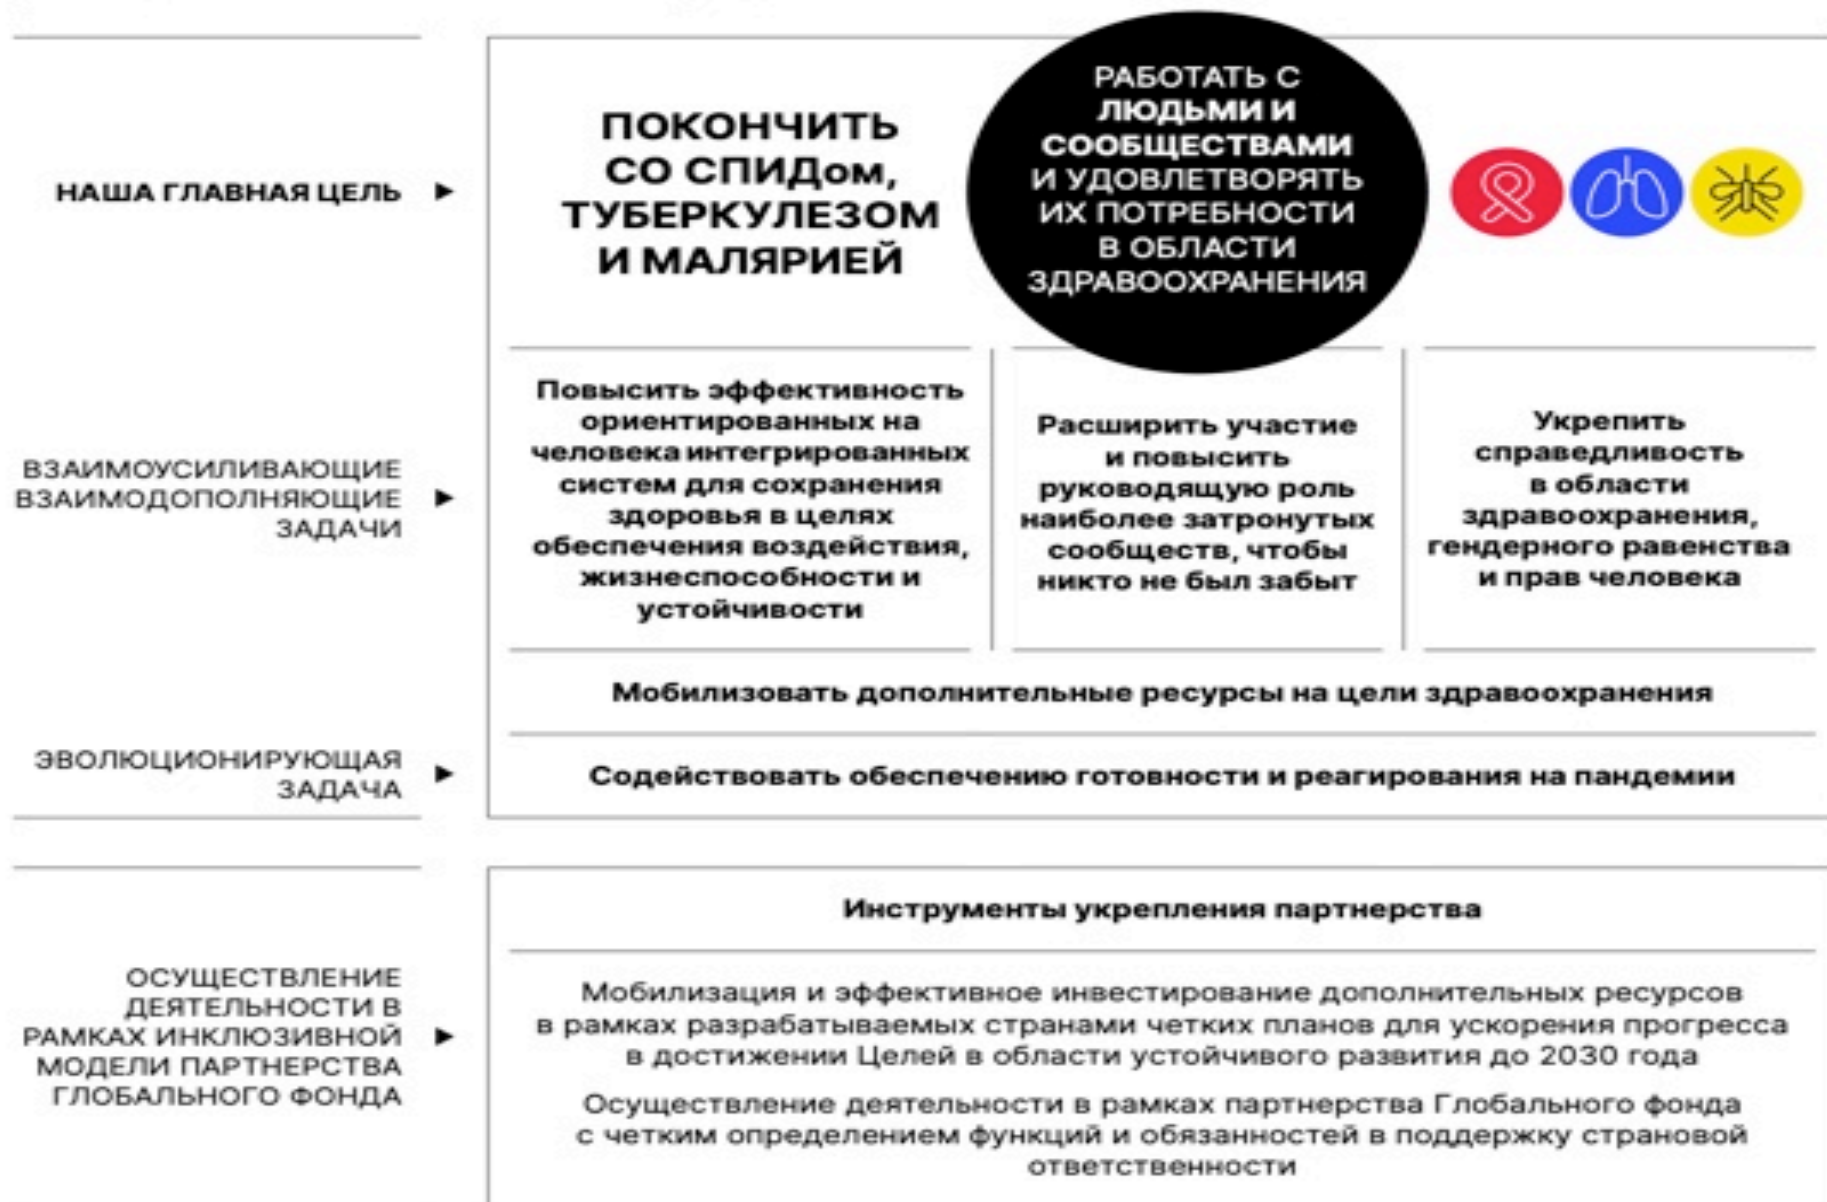 НАША ГЛАВНАЯ ЦЕЛЬ
ПОКОНЧИТЬ
СО СПИДом,
ТУБЕРКУЛЕЗОМ
И МАЛЯРИЕЙ
РАБОТАТЬ С
ЛЮДЬМИ И
СООБЩЕСТВАМИ
И УДОВЛЕТВОРЯТЬ
ИХ ПОТРЕБНОСТИ
В ОБЛАСТИ
ЗДРАВООХРАНЕНИЯ
ВЗАИМОУСИЛИВАЮЩИЕ
ВЗАИМОДОПОЛНЯЮЩИЕ
ЗАДАЧИ
Повысить эффективность
ориентированных на
человека интегрированных
систем для сохранения
здоровья в целях
обеспечения воздействия,
жизнеспособности и
устойчивости
Расширить участие
и повысить
руководящую роль
наиболее затронутых
сообществ, чтобы
никто не был забыт
Укрепить
справедливость
в области
здравоохранения,
гендерного равенства
и прав человека
Мобилизовать дополнительные ресурсы на цели здравоохранения
ЭВОЛЮЦИОНИРУЮЩАЯ
ЗАДАЧА
Содействовать обеспечению готовности и реагирования на пандемии
ОСУЩЕСТВЛЕНИЕ
ДЕЯТЕЛЬНОСТИ В
РАМКАХ ИНКЛЮЗИВНОЙ
МОДЕЛИ ПАРТНЕРСТВА
ГЛОБАЛЬНОГО ФОНДА
Инструменты укрепления партнерства
Мобилизация и эффективное инвестирование дополнительных ресурсов
в рамках разрабатываемых странами четких планов для ускорения прогресса
в достижении Целей в области устойчивого развития до 2030 года
Осуществление деятельности в рамках партнерства Глобального фонда
с четким определением функций и обязанностей в поддержку страновой
ответственности